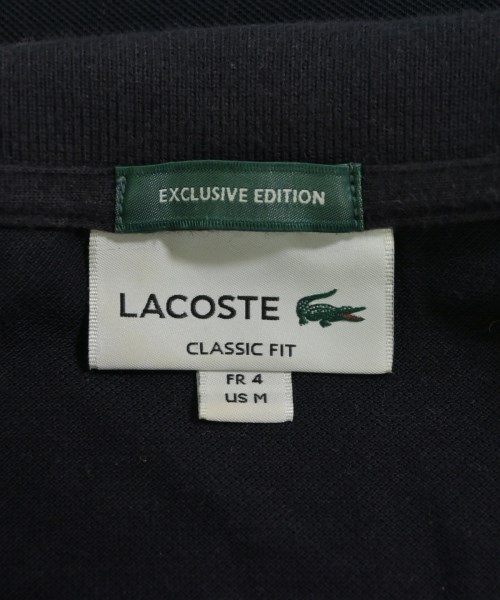 EXCLUSIVE EDITION
LACOSTE
CLASSIC FIT
FR 4
US M